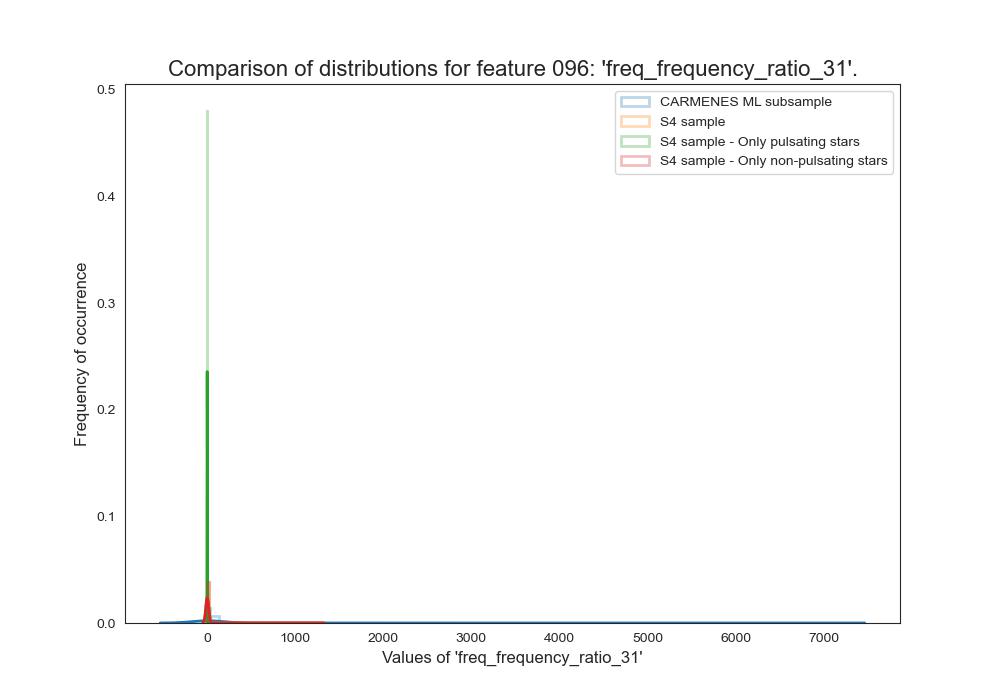 Comparison of distributions for feature 096: 'freq_frequency_ratio_31'.
CARMENES ML subsample
S4 sample
S4 sample - Only pulsating stars
S4 sample - Only non-pulsating stars
Frequency of occurrence
0.5
0.4
0.3
0.2
0.1
0.0
0 1000 2000 3000 4000 5000 6000 7000
Values of 'freq_frequency_ratio_31'